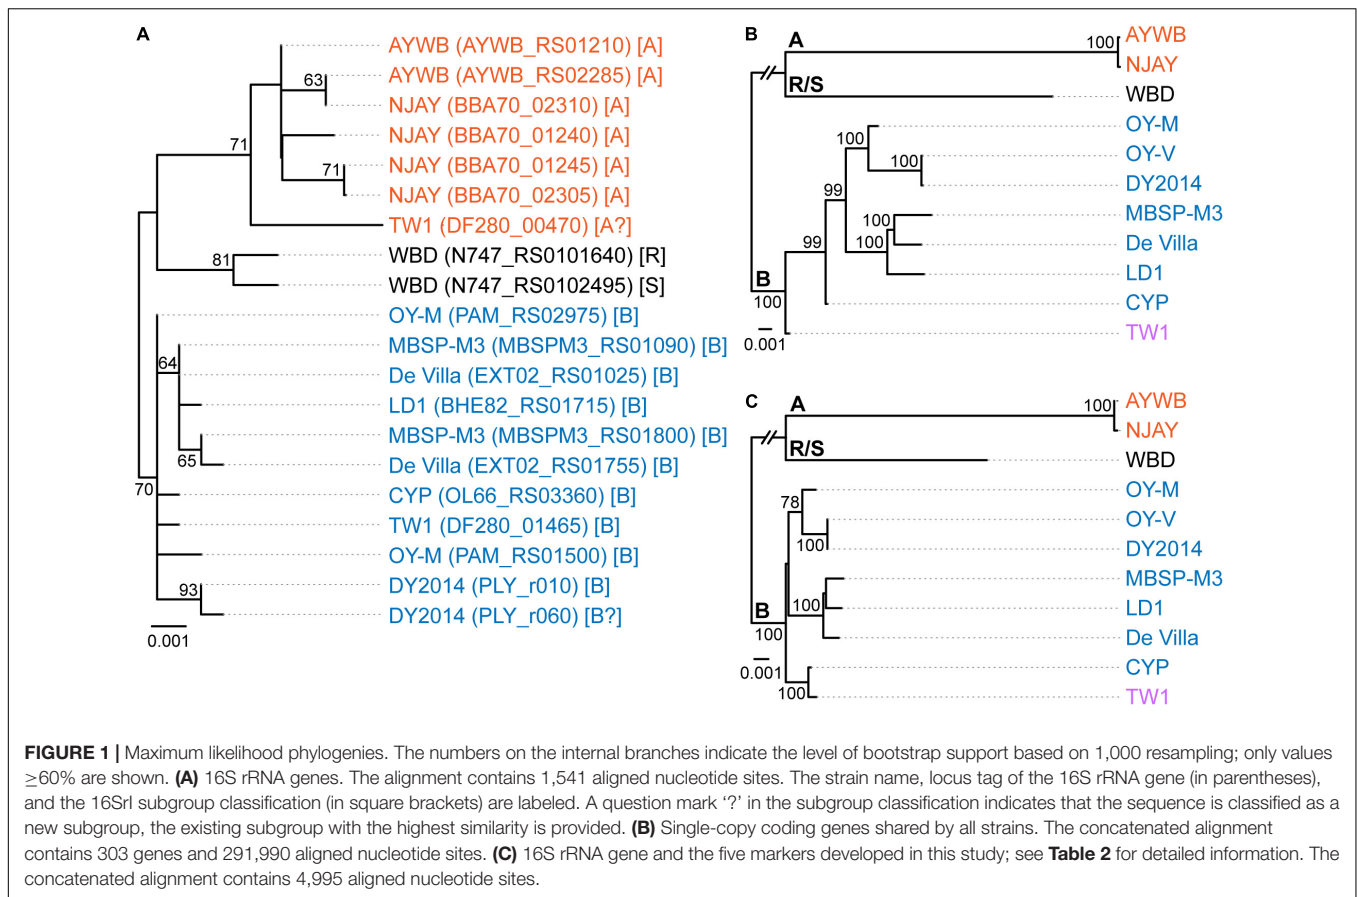 A
AYWB (AYWB_RS01210) [A]
AYWB (AYWB_RS02285) [A]
63
NJAY (BBA70_02310) [A]
NJAY (BBA70_01240) [A]
71
NJAY (BBA70_01245) [A]
71
NJAY (BBA70_02305) [A]
TW1 (DF280_00470) [A?]
WBD (N747_RS0101640) [R]
81
WBD (N747_RS0102495) [S]
OY-M (PAM_RS02975) [B]
MBSP-M3 (MBSPM3_RS01090) [B]
64
De Villa (EXT02_RS01025) [B]
LD1 (BHE82_RS01715) [B]
MBSP-M3 (MBSPM3_RS01800) [B]
65
De Villa (EXT02_RS01755) [B]
70
CYP (OL66_RS03360) [B]
TW1 (DF280_01465) [B]
OY-M (PAM_RS01500) [B]
93
DY2014 (PLY_r010) [B]
DY2014 (PLY_r060) [B?]
0.001
B
A
100
AYWB
NJAY
R/S
WBD
OY-M
100
OY-V
100
DY2014
99
MBSP-M3
100
De Villa
99
100
LD1
B
CYP
100
TW1
0.001
C
A
100
AYWB
NJAY
R/S
WBD
OY-M
78
OY-V
100
DY2014
MBSP-M3
100
LD1
B
De Villa
100
CYP
0.001
100
TW1
FIGURE 1 | Maximum likelihood phylogenies. The numbers on the internal branches indicate the level of bootstrap support based on 1,000 resampling; only values
≥60% are shown. (A) 16S rRNA genes. The alignment contains 1,541 aligned nucleotide sites. The strain name, locus tag of the 16S rRNA gene (in parentheses),
and the 16SrI subgroup classification (in square brackets) are labeled. A question mark ‘?’ in the subgroup classification indicates that the sequence is classified as a
new subgroup, the existing subgroup with the highest similarity is provided. (B) Single-copy coding genes shared by all strains. The concatenated alignment
contains 303 genes and 291,990 aligned nucleotide sites. (C) 16S rRNA gene and the five markers developed in this study; see Table 2 for detailed information. The
concatenated alignment contains 4,995 aligned nucleotide sites.